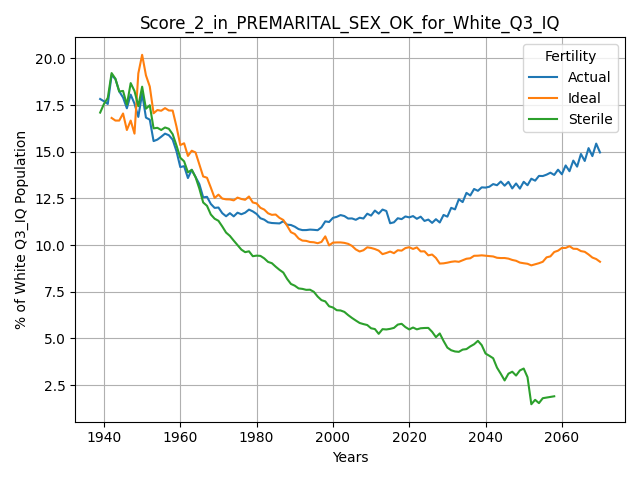 Score_2_in_PREMARITAL_SEX_OK_for_White_Q3_IQ
% of White Q3_IQ Population
20.0
17.5
15.0
12.5
10.0
7.5
5.0
2.5
Fertility
Actual
Ideal
Sterile
1940 1960 1980 2000 2020 2040 2060
Years